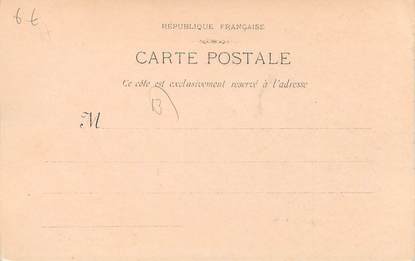 6 €
RÉPUBLIQUE FRANÇAISE
CARTE POSTALE
Ce côté est exclusivement réservé à l'adresse
B
M